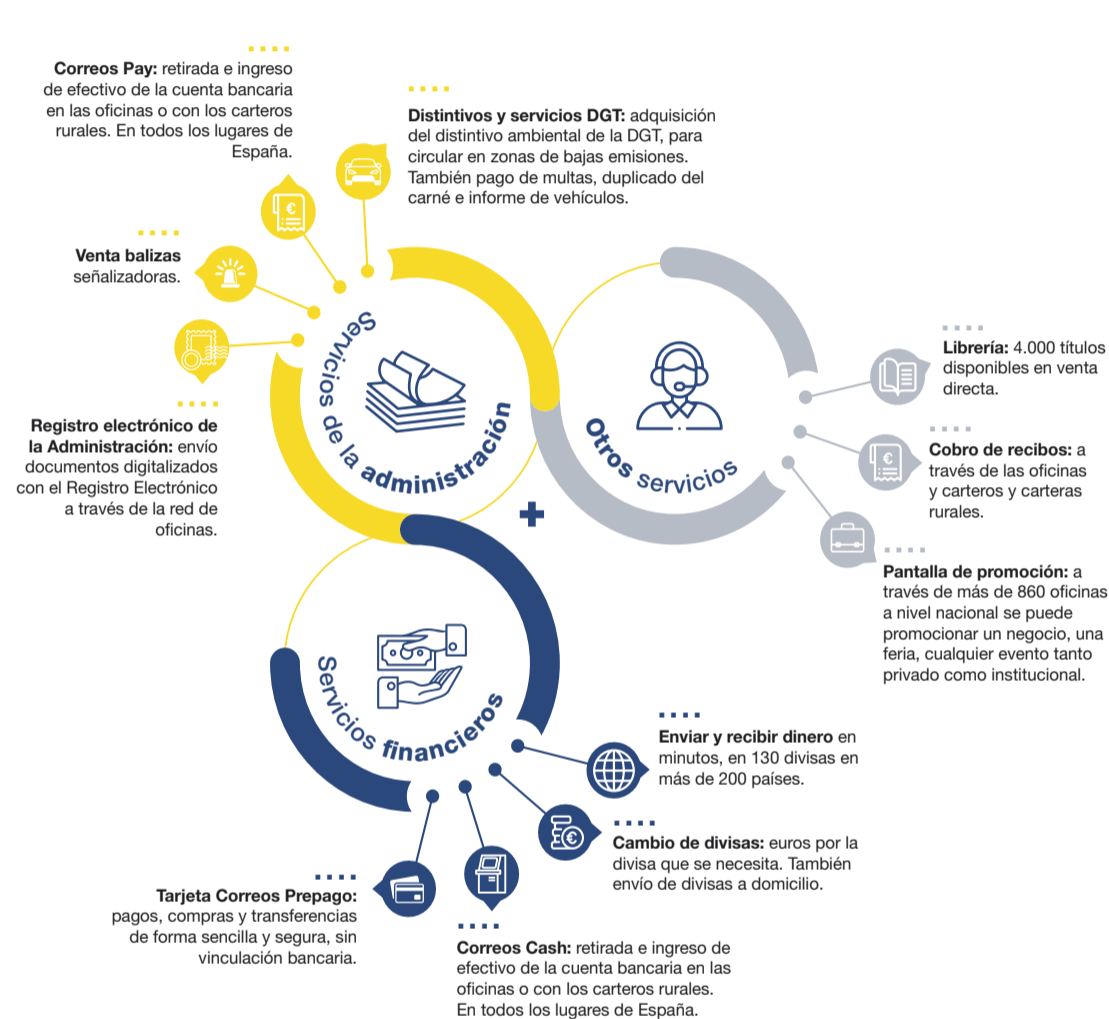 Correos Pay: retirada e ingreso
de efectivo de la cuenta bancaria
en las oficinas o con los carteros
rurales. En todos los lugares de
España.
Distintivos y servicios DGT: adquisición
del distintivo ambiental de la DGT, para
circular en zonas de bajas emisiones.
También pago de multas, duplicado del
carné e informe de vehículos.
Venta balizas
señalizadoras.
Registro electrónico de
la Administración: envío
documentos digitalizados
con el Registro Electrónico
a través de la red de
oficinas.
Servicios de la administración
Otros servicios
Librería: 4.000 títulos
disponibles en venta
directa.
Cobro de recibos: a
través de las oficinas
y carteros y carteras
rurales.
Pantalla de promoción: a
través de más de 860 oficinas
a nivel nacional se puede
promocionar un negocio, una
feria, cualquier evento tanto
privado como institucional.
+
Servicios financieros
Enviar y recibir dinero en
minutos, en 130 divisas en
más de 200 países.
Cambio de divisas: euros por la
divisa que se necesita. También
envío de divisas a domicilio.
Tarjeta Correos Prepago:
pagos, compras y transferencias
de forma sencilla y segura, sin
vinculación bancaria.
Correos Cash: retirada e ingreso de
efectivo de la cuenta bancaria en las
oficinas o con los carteros rurales.
En todos los lugares de España.